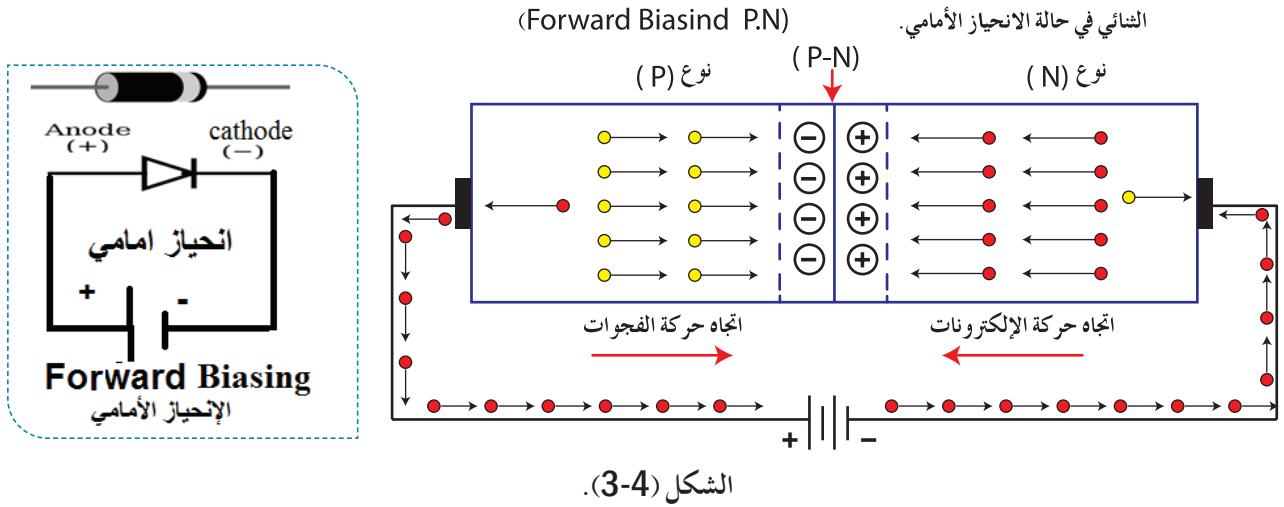 الثنائي في حالة الانحياز الأمامي. (Forward Biasind P.N)
(P-N)
نوع (P)
نوع (N)
Anode
(+)
cathode
(−)
انحياز امامي
+ -
Forward Biasing
الإنحياز الأمامي
− +
− +
− +
− +
اتجاه حركة الفجوات
اتجاه حركة الإلكترونات
+ −
الشكل (4-3).